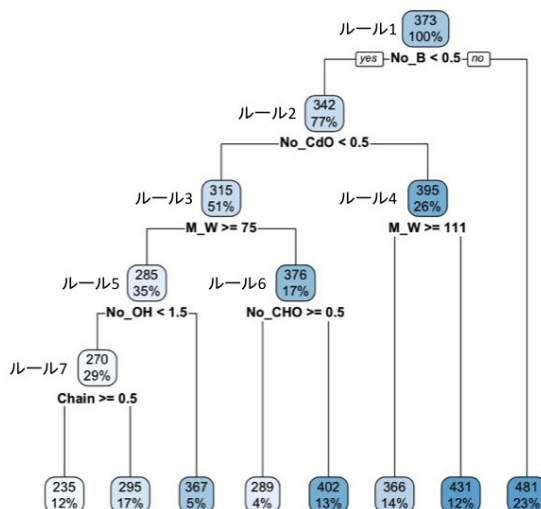 ルール1
373
100%
yes No_B < 0.5 no
ルール2
342
77%
No_CdO < 0.5
ルール3
315
51%
M_W >= 75
ルール4
395
26%
M_W >= 111
ルール5
285
35%
No_OH < 1.5
ルール6
376
17%
No_CHO >= 0.5
ルール7
270
29%
Chain >= 0.5
235
12%
295
17%
367
5%
289
4%
402
13%
366
14%
431
12%
481
23%